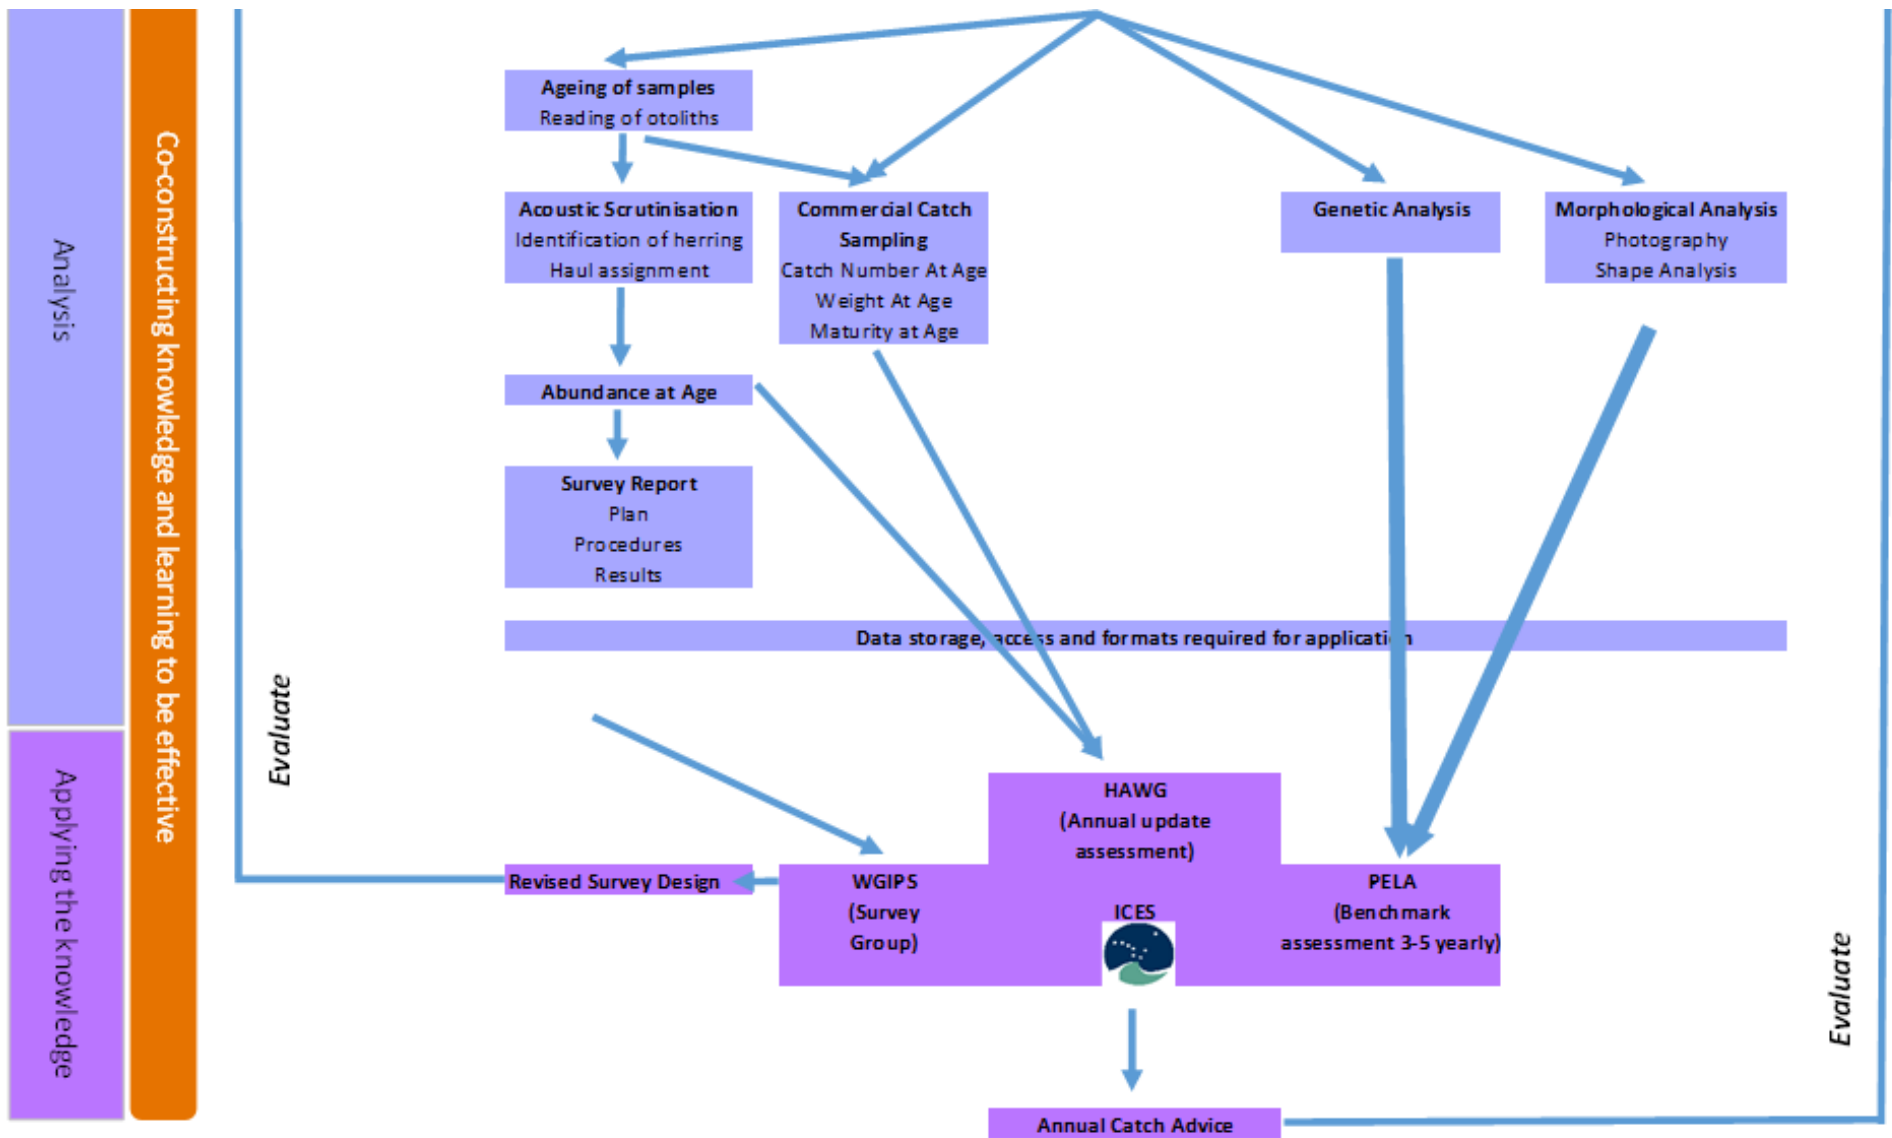 Analysis
Applying the knowledge
Co-constructing knowledge and learning to be effective
Evaluate
Ageing of samples
Reading of otoliths
Acoustic Scrutinisation
Identification of herring
Haul assignment
Commercial Catch
Sampling
Catch Number At Age
Weight At Age
Maturity at Age
Genetic Analysis
Morphological Analysis
Photography
Shape Analysis
Abundance at Age
Survey Report
Plan
Procedures
Results
Data storage, access and formats required for application
HAWG
(Annual update
assessment)
Revised Survey Design
WGIPS
(Survey
Group)
ICES
PELA
(Benchmark
assessment 3-5 yearly)
Annual Catch Advice
Evaluate